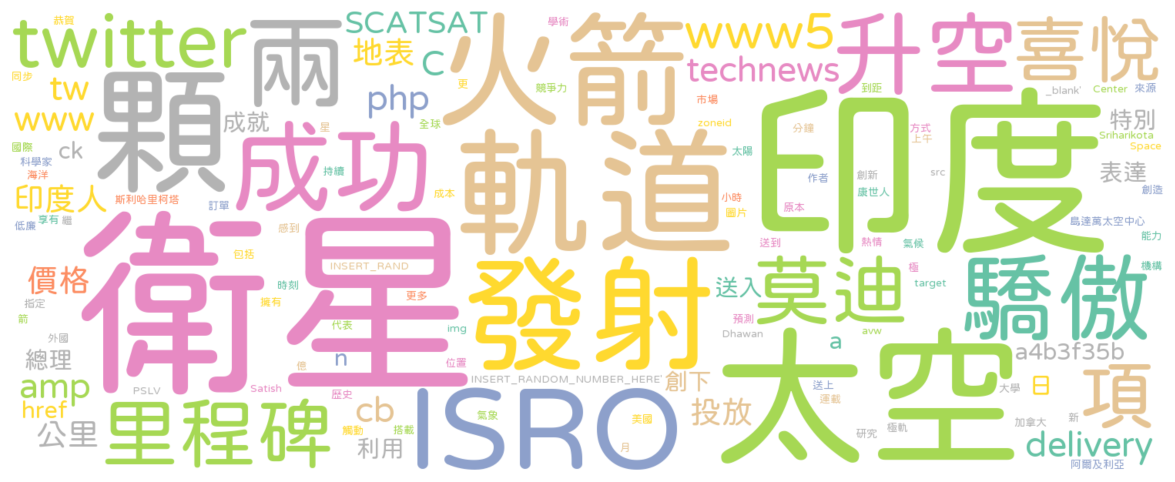 恭賀
twitter
同步
tw
www
國際
ck
科學家
海洋
印度人
低廉
享有
繼
顆
兩
成就
斯利哈里柯塔
訂單
SCATSAT
地表
C
php
全球
星
持續
成功
火箭
學術
更
競爭力
成本
軌道
www5
technews
市場
zoneid
升空
到距
方式
上午
分鐘
太陽
作者
創新
唐世人
src
小時
圖片
原本
喜悅
_blank'
Center
來源
特別
Sriharikota
Space
表達
創造
島達萬太空中心
能力
印度
衛星
感到
包括
INSERT_RAND
時刻
擁有
更多
代表
img
n
億
位置
價格
指定
箭
外國
總理
PSLV
Satish
歷史
amp
href
公里
里程碑
觸動
搭載
cb
利用
發射
送入
送到
熱情
氣候
莫迪
極
target
預測
Dhawan
avw
a
驕傲
機構
a4b3f35b
INSERT_RANDOM_NUMBER_HERE'
創下
ISRO
氣象
美國
月
投放
太空
送上
運載
研究
極軌
大學
日
新
加拿大
項
delivery
阿爾及利亞